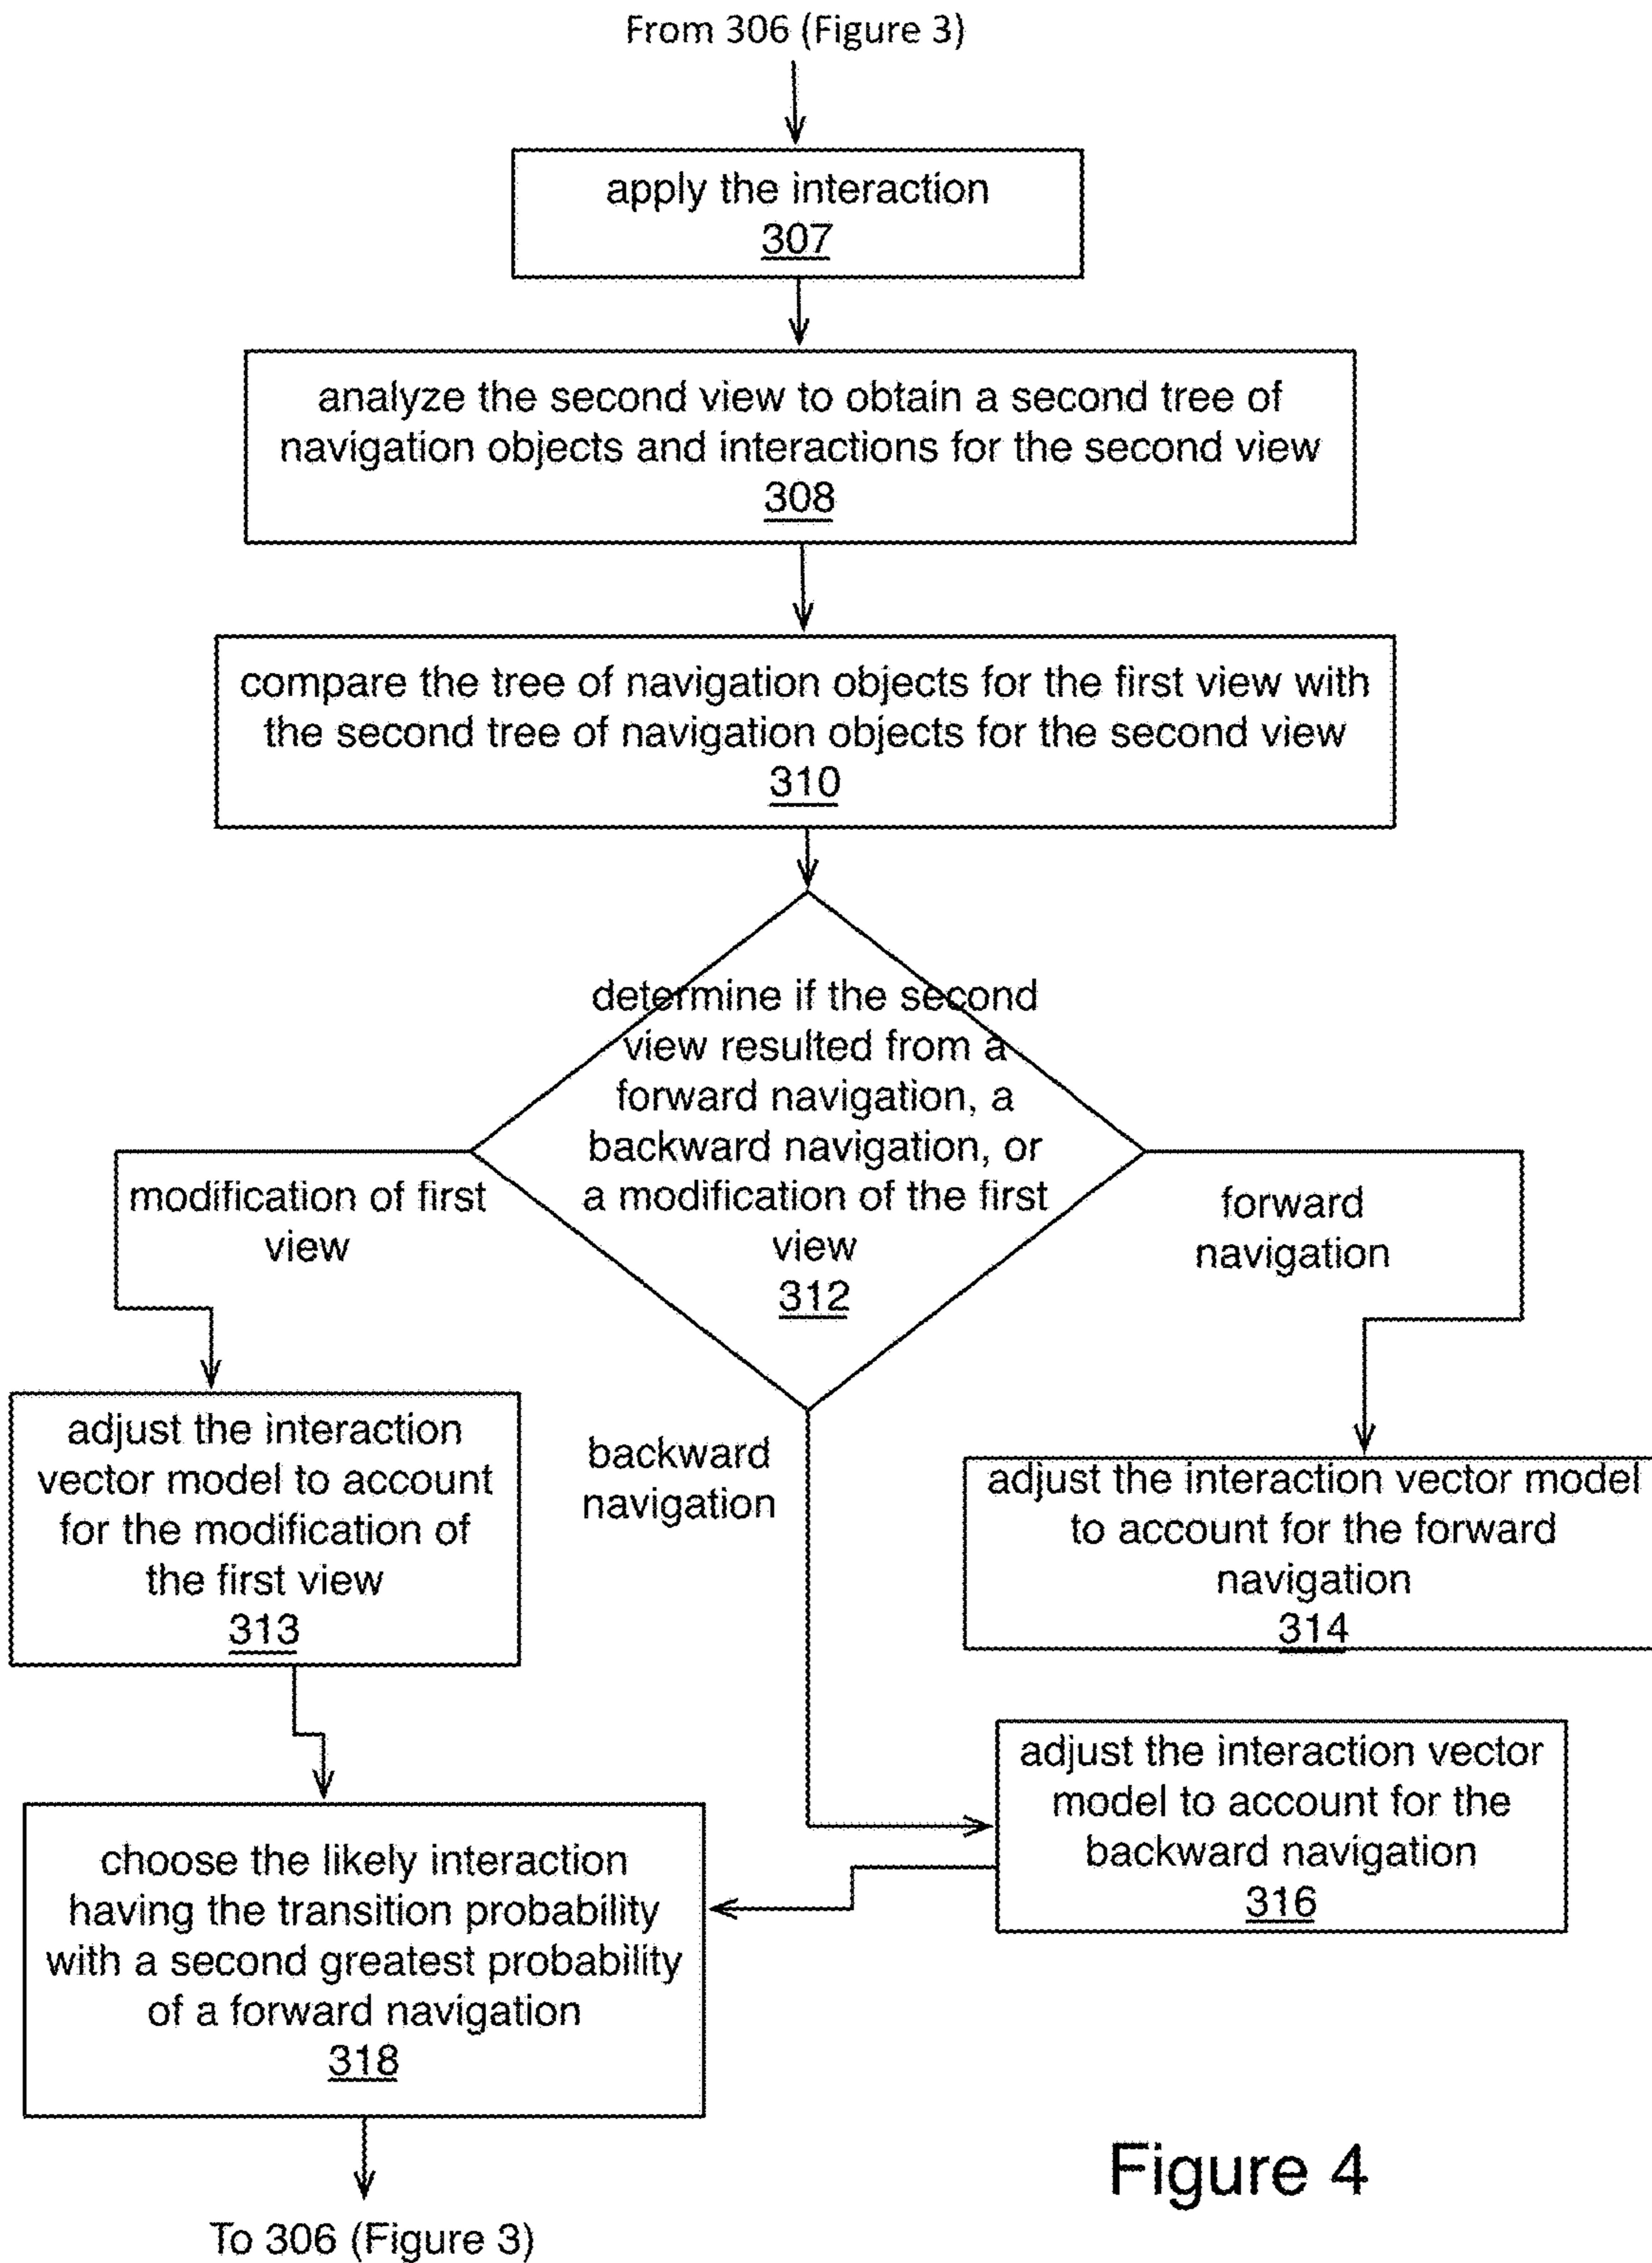 From 306 (Figure 3)
apply the interaction
307
analyze the second view to obtain a second tree of
navigation objects and interactions for the second view
308
compare the tree of navigation objects for the first view with
the second tree of navigation objects for the second view
310
determine if the second
view resulted from a
forward navigation, a
backward navigation, or
a modification of the first
view
312
modification of first
view
forward
navigation
backward
navigation
adjust the interaction
vector model to account
for the modification of
the first view
313
adjust the interaction vector model
to account for the forward
navigation
314
adjust the interaction vector
model to account for the
backward navigation
316
choose the likely interaction
having the transition probability
with a second greatest probability
of a forward navigation
318
To 306 (Figure 3)
Figure 4